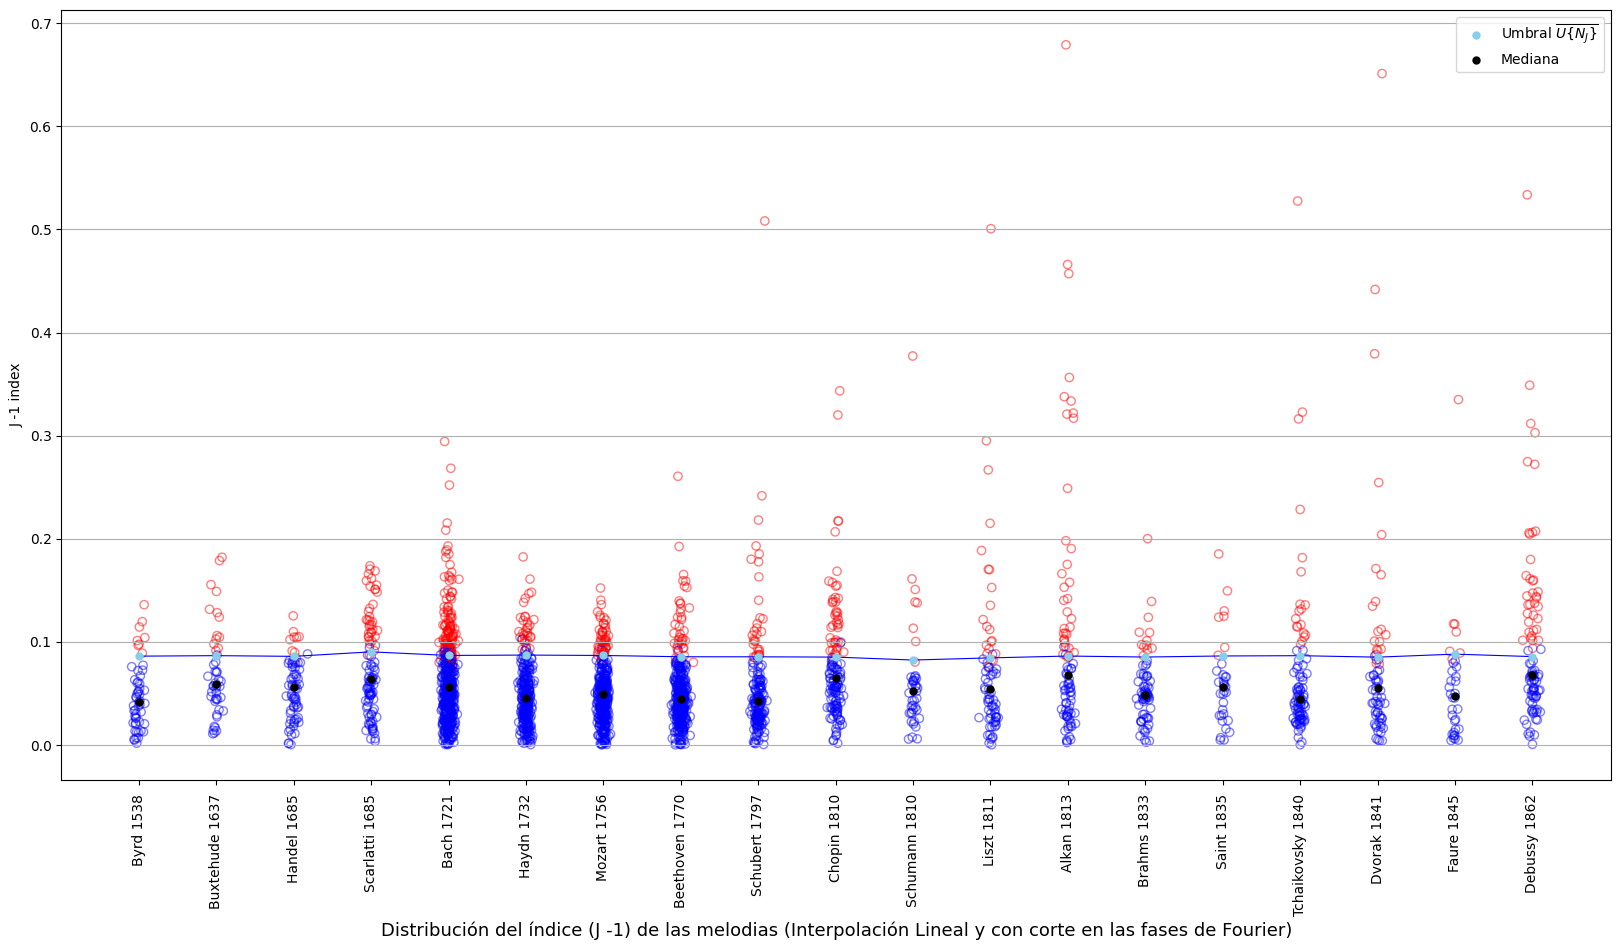 0.7
0.6
0.5
0.4
0.3
0.2
0.1
0.0
J -1 index
Umbral U{N_J}
Mediana
Byrd 1538
Buxtehude 1637
Handel 1685
Scarlatti 1685
Bach 1721
Haydn 1732
Mozart 1756
Beethoven 1770
Schubert 1797
Chopin 1810
Schumann 1810
Liszt 1811
Alkan 1813
Brahms 1833
Saint 1835
Tchaikovsky 1840
Dvorak 1841
Faure 1845
Debussy 1862
Distribución del índice (J -1) de las melodias (Interpolación Lineal y con corte en las fases de Fourier)